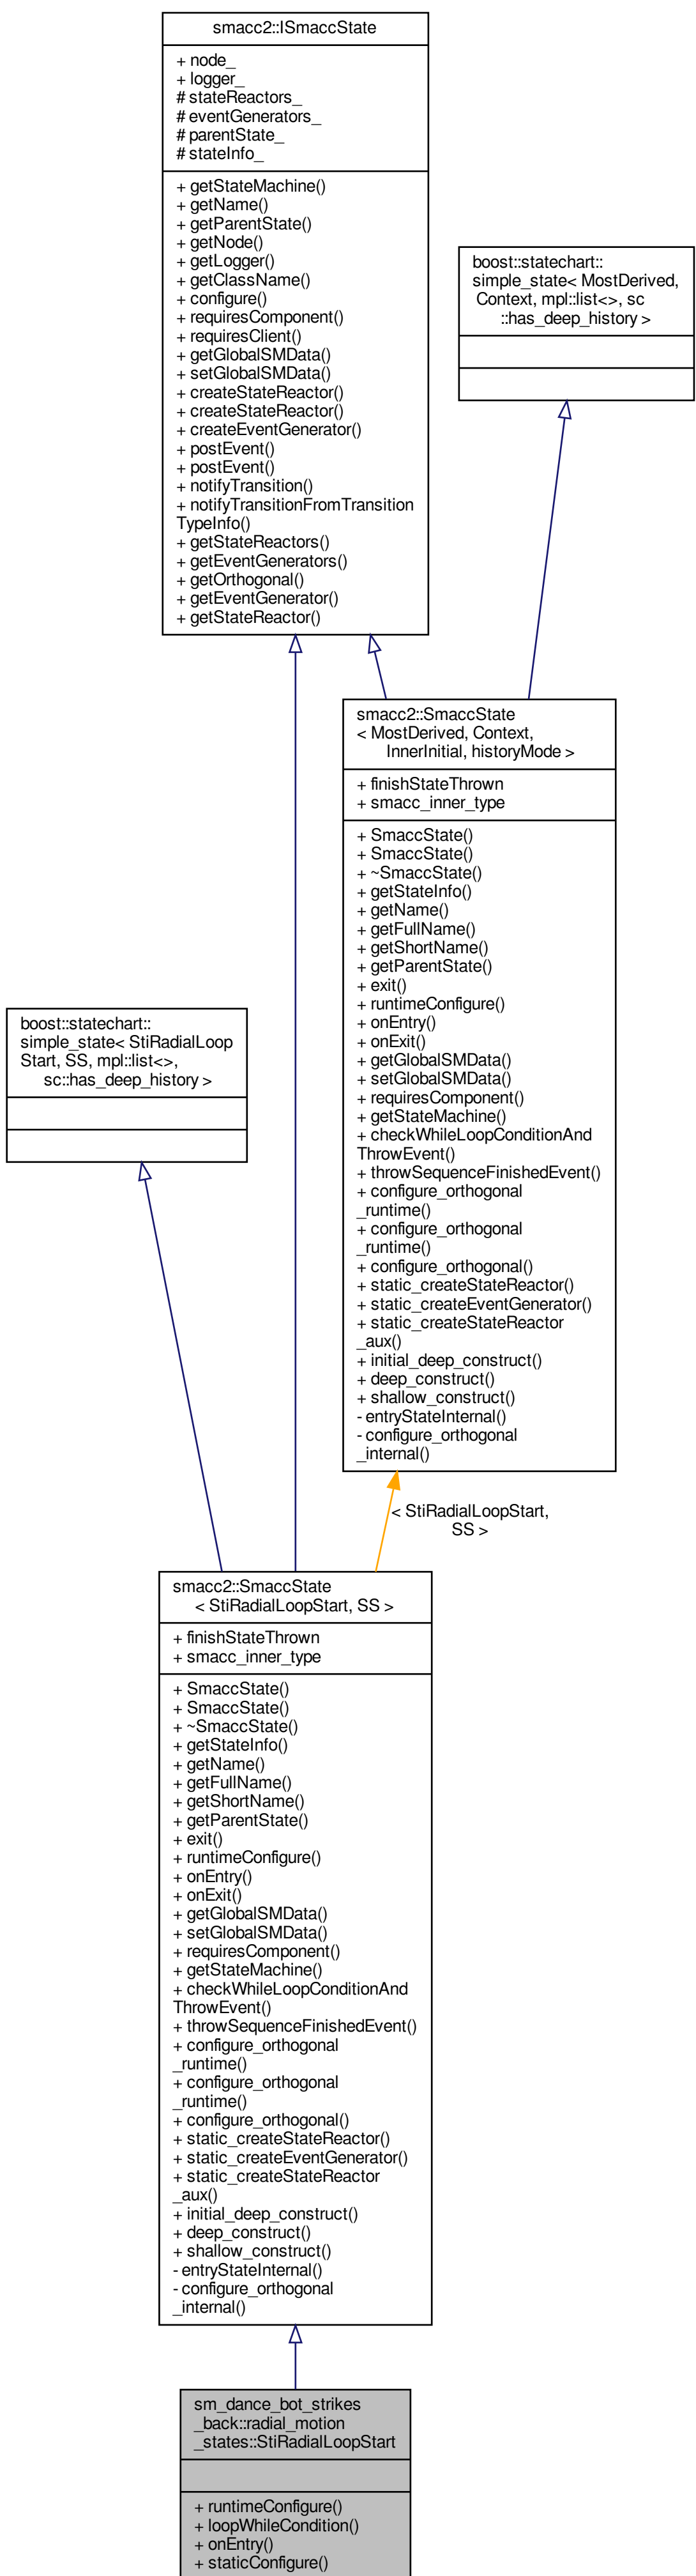 smacc2::ISmaccState
+ node_
+ logger_
# stateReactors_
# eventGenerators_
# parentState_
# stateInfo_
+ getStateMachine()
+ getName()
+ getParentState()
+ getNode()
+ getLogger()
+ getClassName()
+ configure()
+ requiresComponent()
+ requiresClient()
+ getGlobalSMData()
+ setGlobalSMData()
+ createStateReactor()
+ createStateReactor()
+ createEventGenerator()
+ postEvent()
+ postEvent()
+ notifyTransition()
+ notifyTransitionFromTransition
TypeInfo()
+ getStateReactors()
+ getEventGenerators()
+ getOrthogonal()
+ getEventGenerator()
+ getStateReactor()
boost::statechart::
simple_state< MostDerived,
Context, mpl::list<>, sc
::has_deep_history >
smacc2::SmaccState
< MostDerived, Context,
InnerInitial, historyMode >
+ finishStateThrown
+ smacc_inner_type
+ SmaccState()
+ SmaccState()
+ ~SmaccState()
+ getStateInfo()
+ getName()
+ getFullName()
+ getShortName()
+ getParentState()
+ exit()
+ runtimeConfigure()
+ onEntry()
+ onExit()
+ getGlobalSMData()
+ setGlobalSMData()
+ requiresComponent()
+ getStateMachine()
+ checkWhileLoopConditionAnd
ThrowEvent()
+ throwSequenceFinishedEvent()
+ configure_orthogonal
_runtime()
+ configure_orthogonal
_runtime()
+ configure_orthogonal()
+ static_createStateReactor()
+ static_createEventGenerator()
+ static_createStateReactor
_aux()
+ initial_deep_construct()
+ deep_construct()
+ shallow_construct()
- entryStateInternal()
- configure_orthogonal
_internal()
boost::statechart::
simple_state< StiRadialLoop
Start, SS, mpl::list<>,
sc::has_deep_history >
< StiRadialLoopStart,
SS >
smacc2::SmaccState
< StiRadialLoopStart, SS >
+ finishStateThrown
+ smacc_inner_type
+ SmaccState()
+ SmaccState()
+ ~SmaccState()
+ getStateInfo()
+ getName()
+ getFullName()
+ getShortName()
+ getParentState()
+ exit()
+ runtimeConfigure()
+ onEntry()
+ onExit()
+ getGlobalSMData()
+ setGlobalSMData()
+ requiresComponent()
+ getStateMachine()
+ checkWhileLoopConditionAnd
ThrowEvent()
+ throwSequenceFinishedEvent()
+ configure_orthogonal
_runtime()
+ configure_orthogonal
_runtime()
+ configure_orthogonal()
+ static_createStateReactor()
+ static_createEventGenerator()
+ static_createStateReactor
_aux()
+ initial_deep_construct()
+ deep_construct()
+ shallow_construct()
- entryStateInternal()
- configure_orthogonal
_internal()
sm_dance_bot_strikes
_back::radial_motion
_states::StiRadialLoopStart
+ runtimeConfigure()
+ loopWhileCondition()
+ onEntry()
+ staticConfigure()